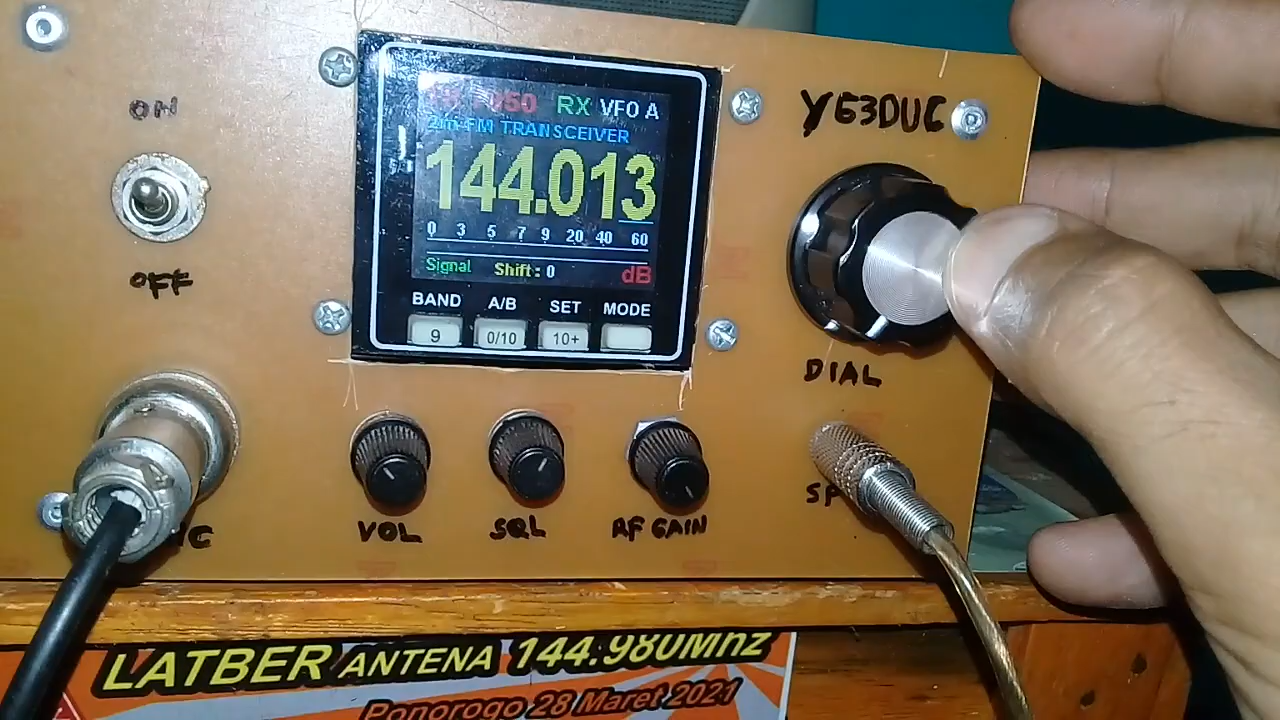 ON
OFF
RX VFO A
2m FM TRANSCEIVER
144.013
0 3 5 7 9 20 40 60
Signal Shift: 0 dB
BAND A/B SET MODE
9 0/10 10+
Y63DUC
DIAL
VOL
SQL
AF GAIN
LATBER ANTENA 144.980Mhz
Ponorogo 28 Maret 2021